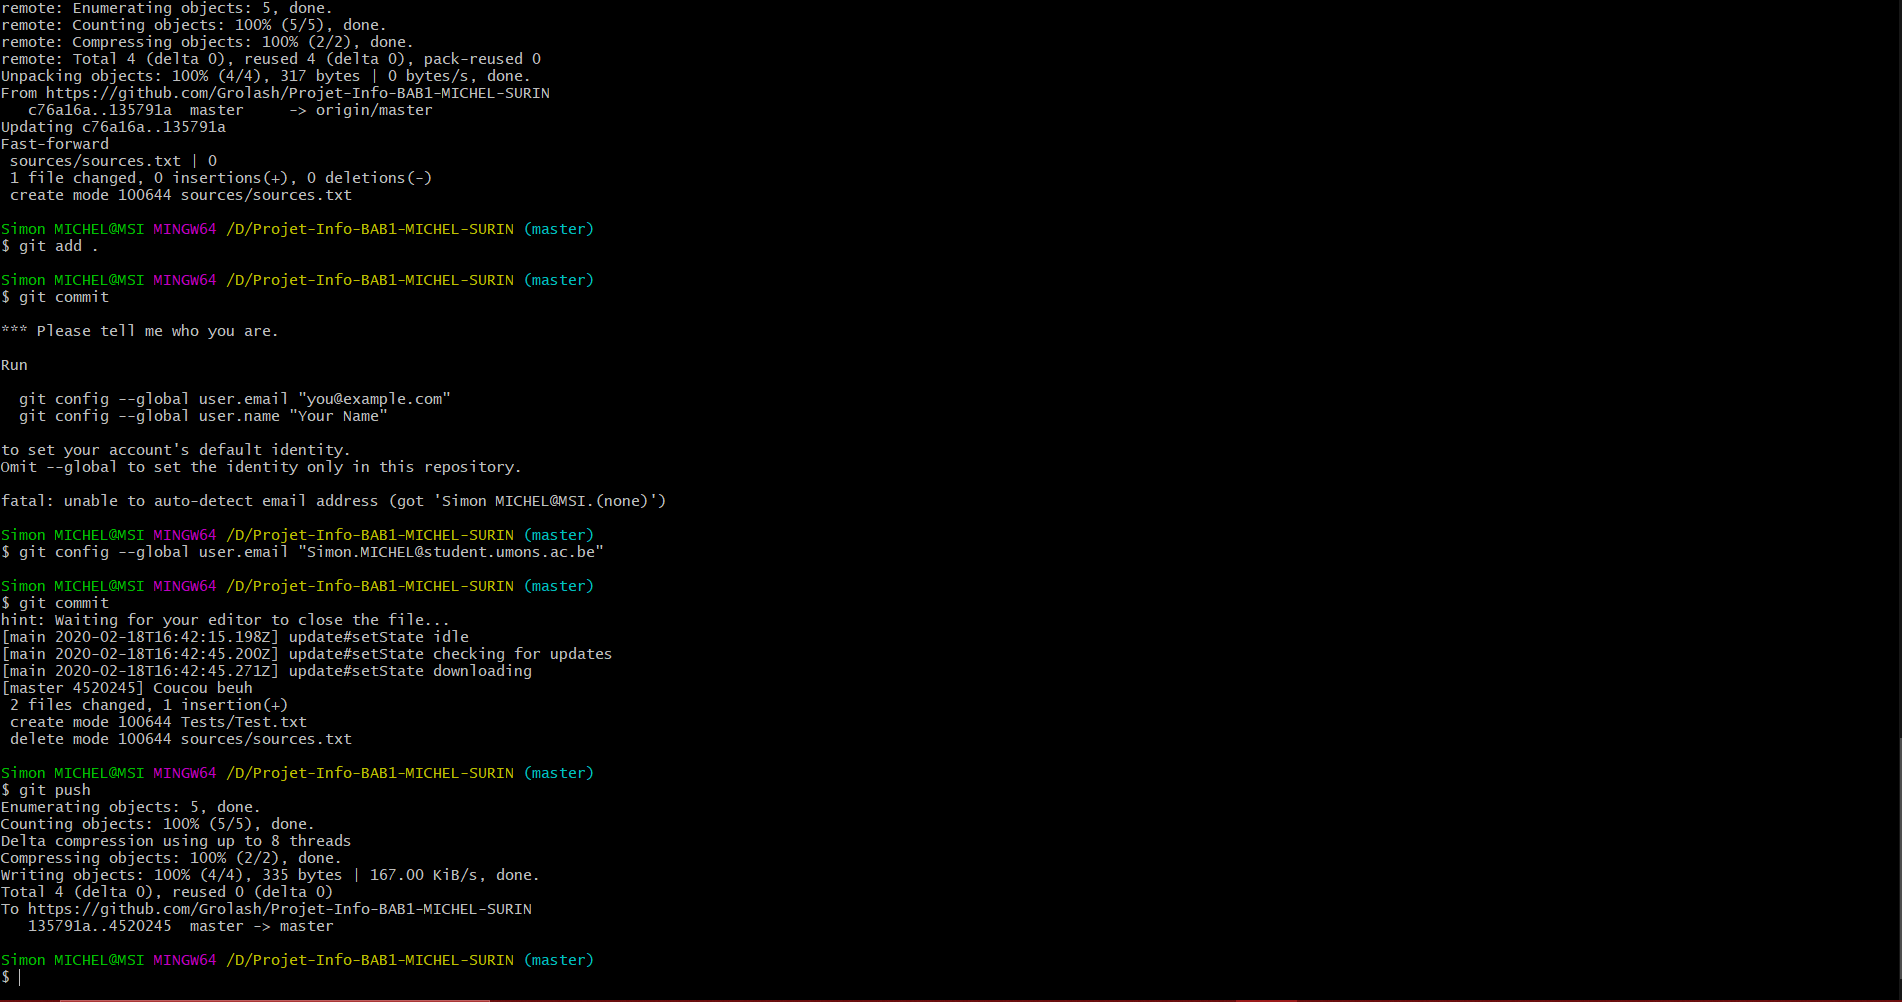 remote: Enumerating objects: 5, done.
remote: Counting objects: 100% (5/5), done.
remote: Compressing objects: 100% (2/2), done.
remote: Total 4 (delta 0), reused 4 (delta 0), pack-reused 0
Unpacking objects: 100% (4/4), 317 bytes | 0 bytes/s, done.
From https://github.com/Grolash/Projet-Info-BAB1-MICHEL-SURIN
   c76a16a..135791a  master     -> origin/master
Updating c76a16a..135791a
Fast-forward
 sources/sources.txt | 0
 1 file changed, 0 insertions(+), 0 deletions(-)
 create mode 100644 sources/sources.txt
Simon MICHEL@MSI MINGW64 /D/Projet-Info-BAB1-MICHEL-SURIN (master)
$ git add .
Simon MICHEL@MSI MINGW64 /D/Projet-Info-BAB1-MICHEL-SURIN (master)
$ git commit
*** Please tell me who you are.
Run
  git config --global user.email "you@example.com"
  git config --global user.name "Your Name"
to set your account's default identity.
Omit --global to set the identity only in this repository.
fatal: unable to auto-detect email address (got 'Simon MICHEL@MSI.(none)')
Simon MICHEL@MSI MINGW64 /D/Projet-Info-BAB1-MICHEL-SURIN (master)
$ git config --global user.email "Simon.MICHEL@student.umons.ac.be"
Simon MICHEL@MSI MINGW64 /D/Projet-Info-BAB1-MICHEL-SURIN (master)
$ git commit
hint: Waiting for your editor to close the file...
[main 2020-02-18T16:42:15.198Z] update#setState idle
[main 2020-02-18T16:42:45.200Z] update#setState checking for updates
[main 2020-02-18T16:42:45.271Z] update#setState downloading
[master 4520245] Coucou beuh
 2 files changed, 1 insertion(+)
 create mode 100644 Tests/Test.txt
 delete mode 100644 sources/sources.txt
Simon MICHEL@MSI MINGW64 /D/Projet-Info-BAB1-MICHEL-SURIN (master)
$ git push
Enumerating objects: 5, done.
Counting objects: 100% (5/5), done.
Delta compression using up to 8 threads
Compressing objects: 100% (2/2), done.
Writing objects: 100% (4/4), 335 bytes | 167.00 KiB/s, done.
Total 4 (delta 0), reused 0 (delta 0)
To https://github.com/Grolash/Projet-Info-BAB1-MICHEL-SURIN
   135791a..4520245  master -> master
Simon MICHEL@MSI MINGW64 /D/Projet-Info-BAB1-MICHEL-SURIN (master)
$